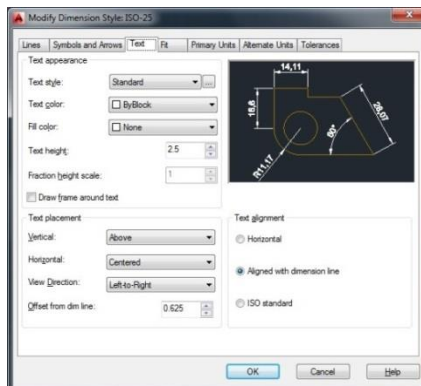 Modify Dimension Style: ISO-25
Lines Symbols and Arrows Text Fit Primary Units Alternate Units Tolerances
Text appearance
Text style: Standard ...
Text color: ByBlock
Fill color: None
Text height: 2.5
Fraction height scale: 1
Draw frame around text
14,11
16,6
28,07
60°
R11,17
Text placement
Vertical: Above
Horizontal: Centered
View Direction: Left-to-Right
Offset from dim line: 0.625
Text alignment
Horizontal
Aligned with dimension line
ISO standard
OK Cancel Help